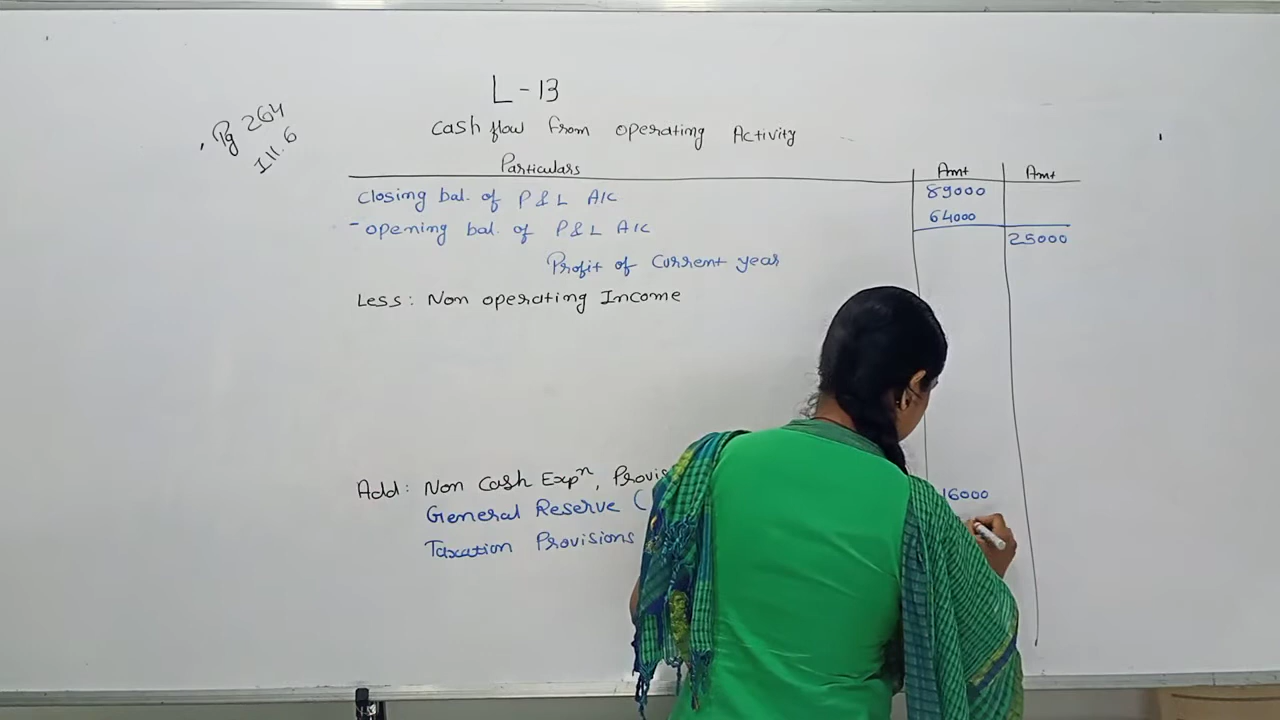 L - 13
Pg 264
Ill. 6
Cash flow from operating Activity
Particulars Amt Amt
Closing bal. of P & L A/C 89000
- opening bal. of P & L A/C 64000
25000
Profit of Current year
Less: Non operating Income
Add: Non Cash Expn,
General Reserve ( 16000
Taxation Provisions